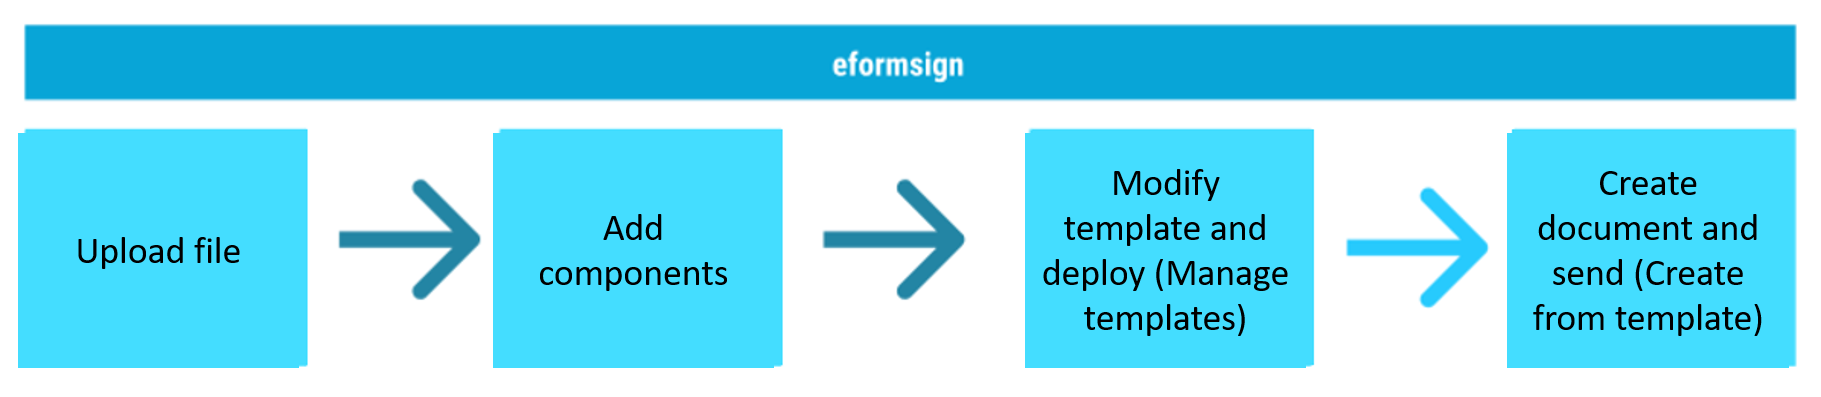 eformsign
Upload file
Add
components
Modify
template and
deploy (Manage
templates)
Create
document and
send (Create
from template)